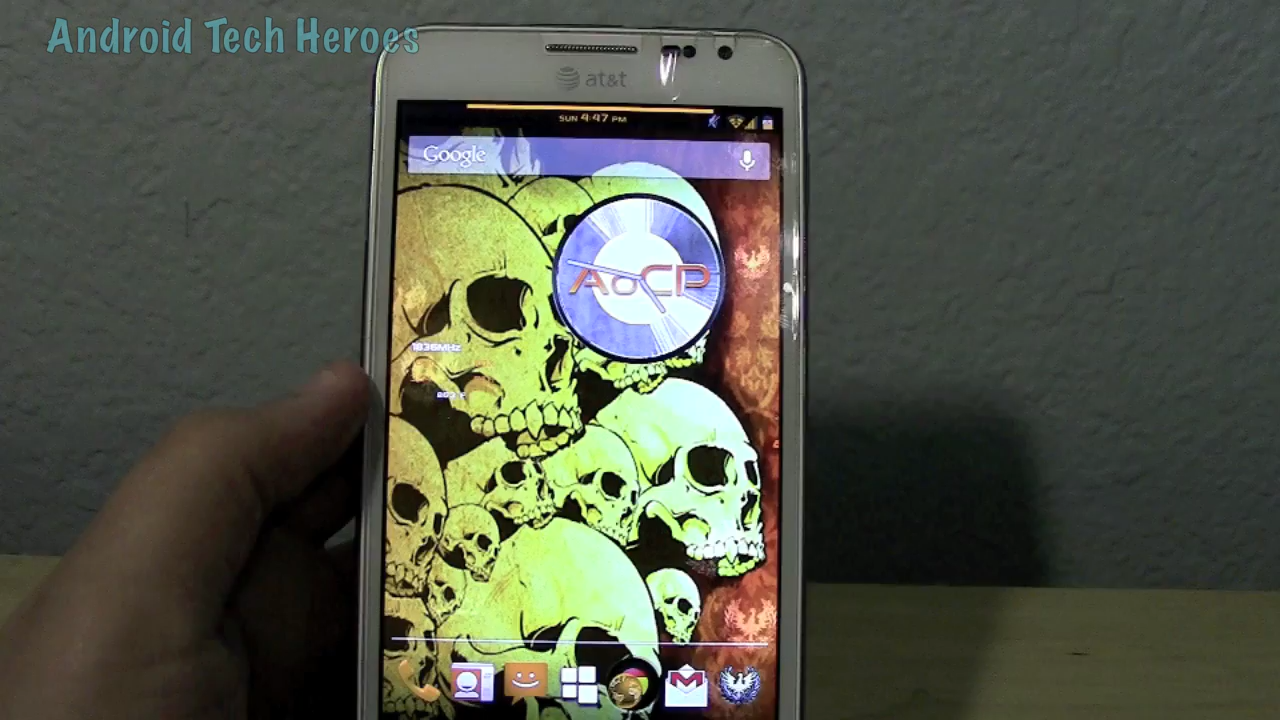 Android Tech Heroes
at&t
SUN 4:47 PM
Google
AoCP
1836MHz